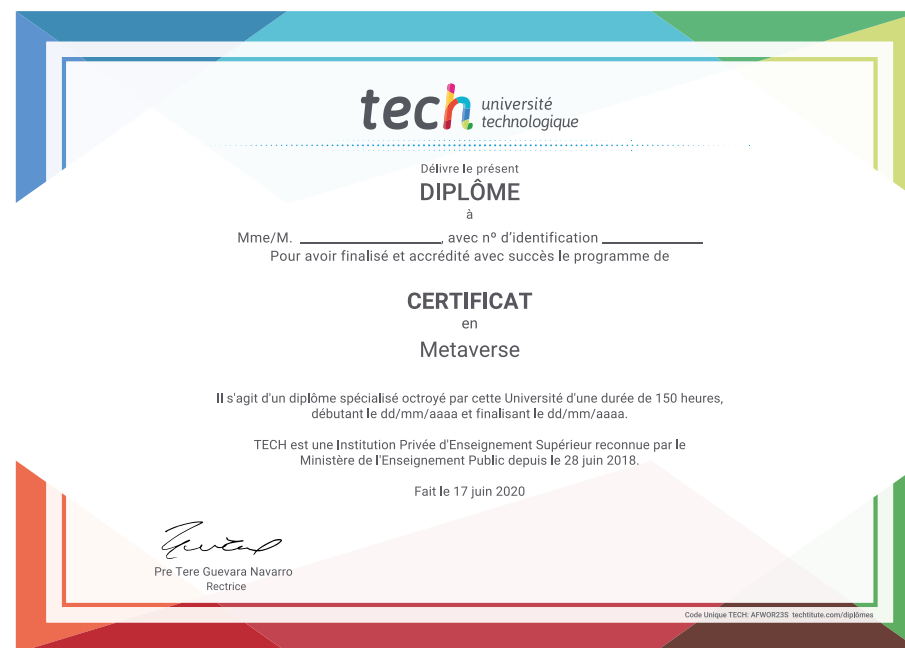 tech université
technologique
Délivre le présent
DIPLÔME
à
Mme/M. ____________________, avec nº d'identification ______________
Pour avoir finalisé et accrédité avec succès le programme de
CERTIFICAT
en
Metaverse
Il s'agit d'un diplôme spécialisé octroyé par cette Université d'une durée de 150 heures,
débutant le dd/mm/aaaa et finalisant le dd/mm/aaaa.
TECH est une Institution Privée d'Enseignement Supérieur reconnue par le
Ministère de l'Enseignement Public depuis le 28 juin 2018.
Fait le 17 juin 2020
Pre Tere Guevara Navarro
Rectrice
Code Unique TECH: AFWOR23S techtitute.com/diplômes